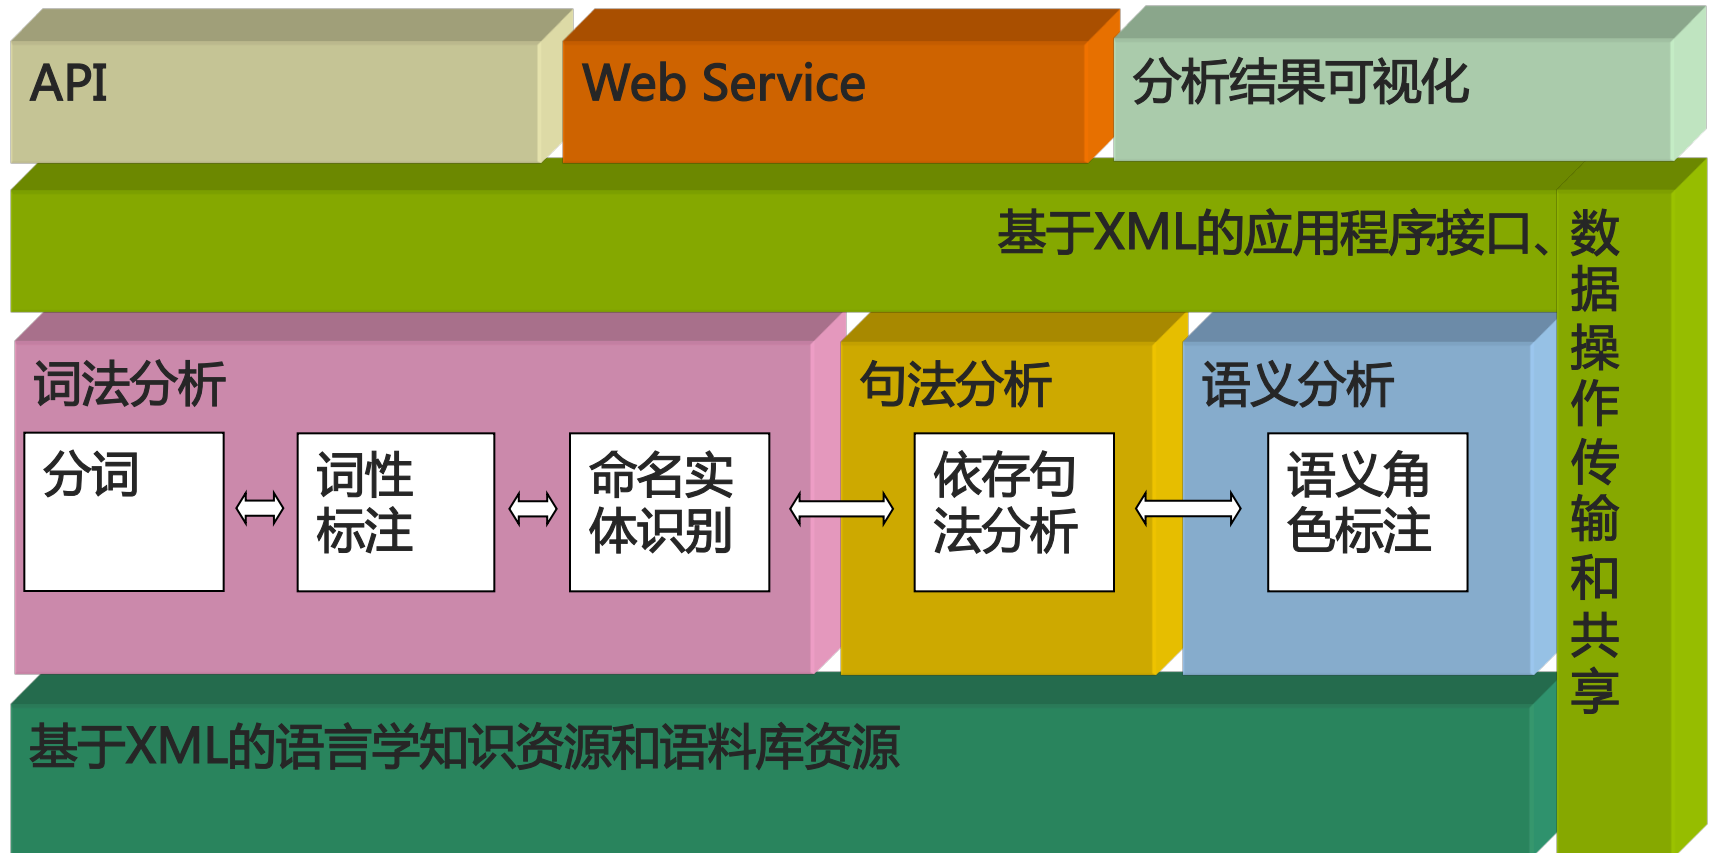 API
Web Service
分析结果可视化
基于XML的应用程序接口、
数
据
操
作
传
输
和
共
享
词法分析
句法分析
语义分析
分词
词性
标注
命名实
体识别
依存句
法分析
语义角
色标注
基于XML的语言学知识资源和语料库资源